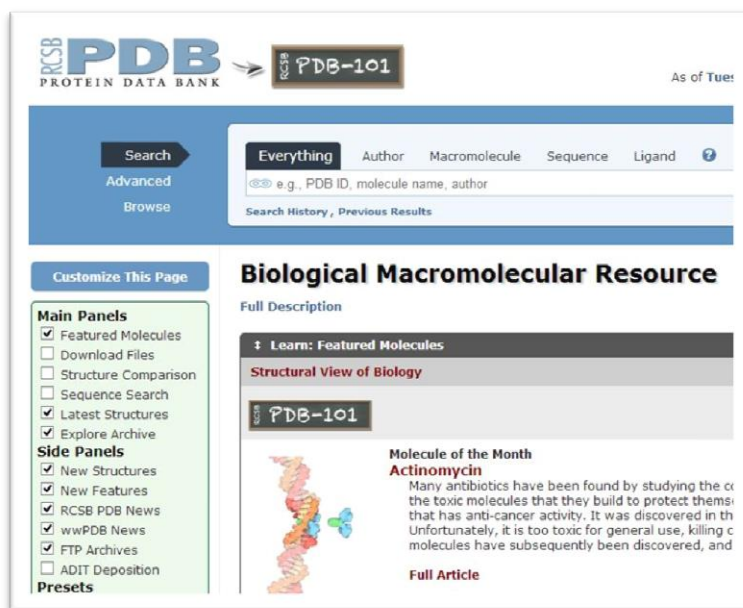 RCSB PDB
PROTEIN DATA BANK
RCSB PDB-101
As of Tues
Search
Advanced
Browse
Everything Author Macromolecule Sequence Ligand ?
e.g., PDB ID, molecule name, author
Search History, Previous Results
Customize This Page
Main Panels
Featured Molecules
Download Files
Structure Comparison
Sequence Search
Latest Structures
Explore Archive
Side Panels
New Structures
New Features
RCSB PDB News
wwPDB News
FTP Archives
ADIT Deposition
Presets
Biological Macromolecular Resource
Full Description
Learn: Featured Molecules
Structural View of Biology
RCSB PDB-101
Molecule of the Month
Actinomycin
Many antibiotics have been found by studying the
the toxic molecules that they build to protect
that has anti-cancer activity. It was discovered in
Unfortunately, it is too toxic for general use, killing
molecules have subsequently been discovered, and
Full Article